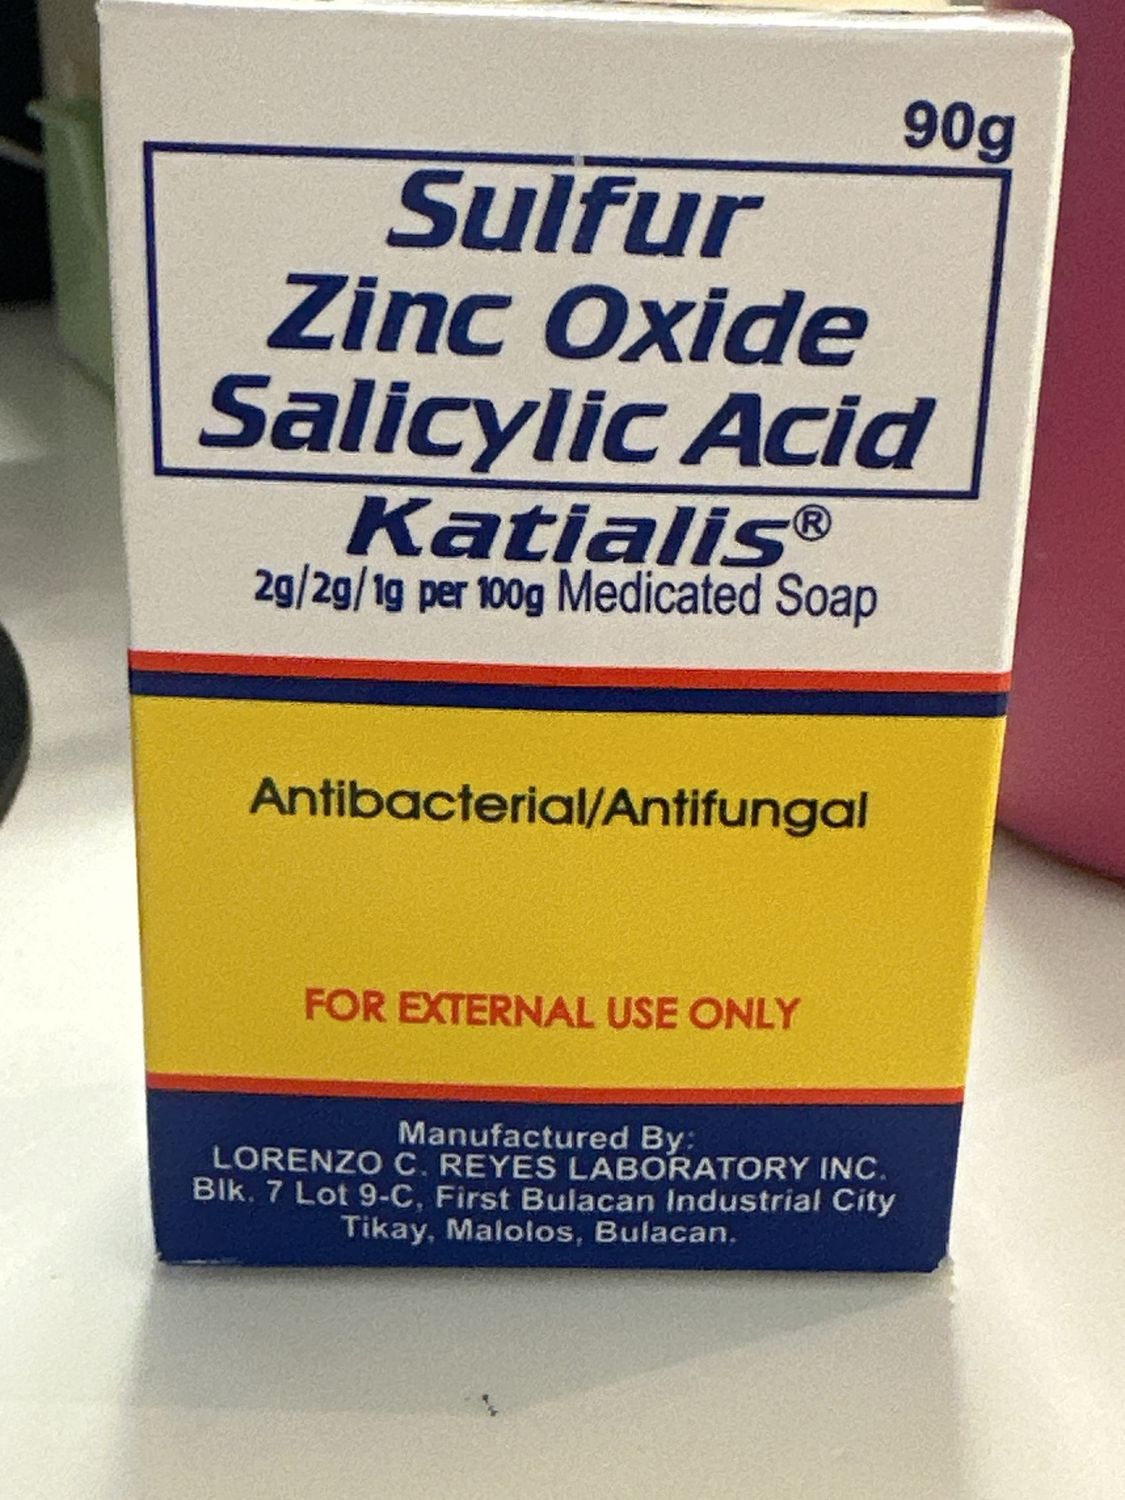 90g
Sulfur
Zinc Oxide
Salicylic Acid
Katialis®
2g/2g/1g per 100g Medicated Soap
Antibacterial/Antifungal
FOR EXTERNAL USE ONLY
Manufactured By:
LORENZO C. REYES LABORATORY INC.
Blk. 7 Lot 9-C, First Bulacan Industrial City
Tikay, Malolos, Bulacan.